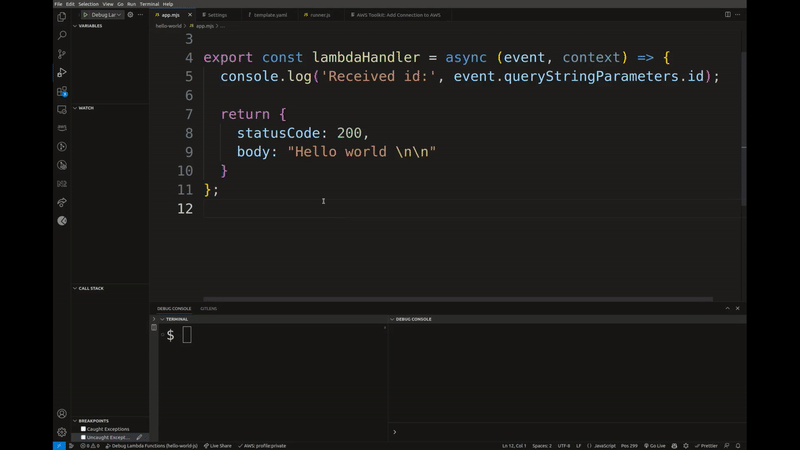 File Edit Selection View Go Run Terminal Help
Debug Lar
app.mjs
Settings
template.yaml
runner.js
AWS Toolkit: Add Connection to AWS
VARIABLES
hello-world > app.mjs > ...
3
4 export const lambdaHandler = async (event, context) => {
5 console.log('Received id:', event.queryStringParameters.id);
6
7 return {
8 statusCode: 200,
9 body: "Hello world \n\n"
10 }
11 };
12
WATCH
CALL STACK
DEBUG CONSOLE GITLENS
TERMINAL
DEBUG CONSOLE
$
BREAKPOINTS
Caught Exceptions
Uncaught Except...
0 0 Debug Lambda Functions (hello-world-js) Live Share AWS: profile:private Ln 12, Col 1 Spaces: 2 UTF-8 LF {} JavaScript Pos 299 Go Live Prettier